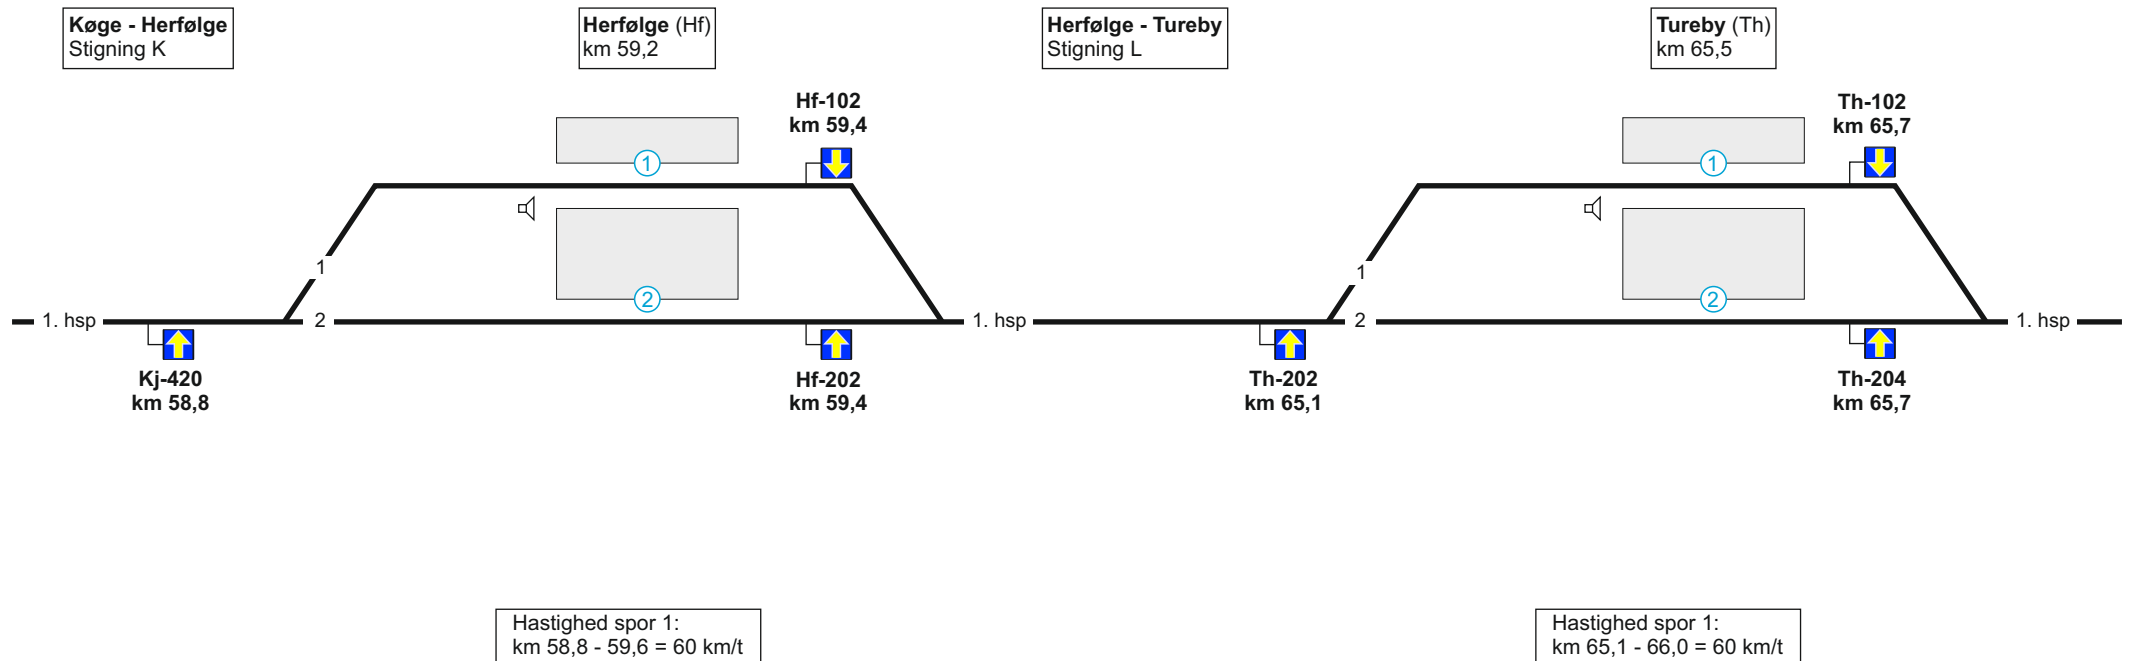 Køge - Herfølge
Stigning K
Herfølge (Hf)
km 59,2
Herfølge - Tureby
Stigning L
Tureby (Th)
km 65,5
Hf-102
km 59,4
Th-102
km 65,7
1
1
1
1
2
2
1. hsp
2
1. hsp
2
1. hsp
Kj-420
km 58,8
Hf-202
km 59,4
Th-202
km 65,1
Th-204
km 65,7
Hastighed spor 1:
km 58,8 - 59,6 = 60 km/t
Hastighed spor 1:
km 65,1 - 66,0 = 60 km/t